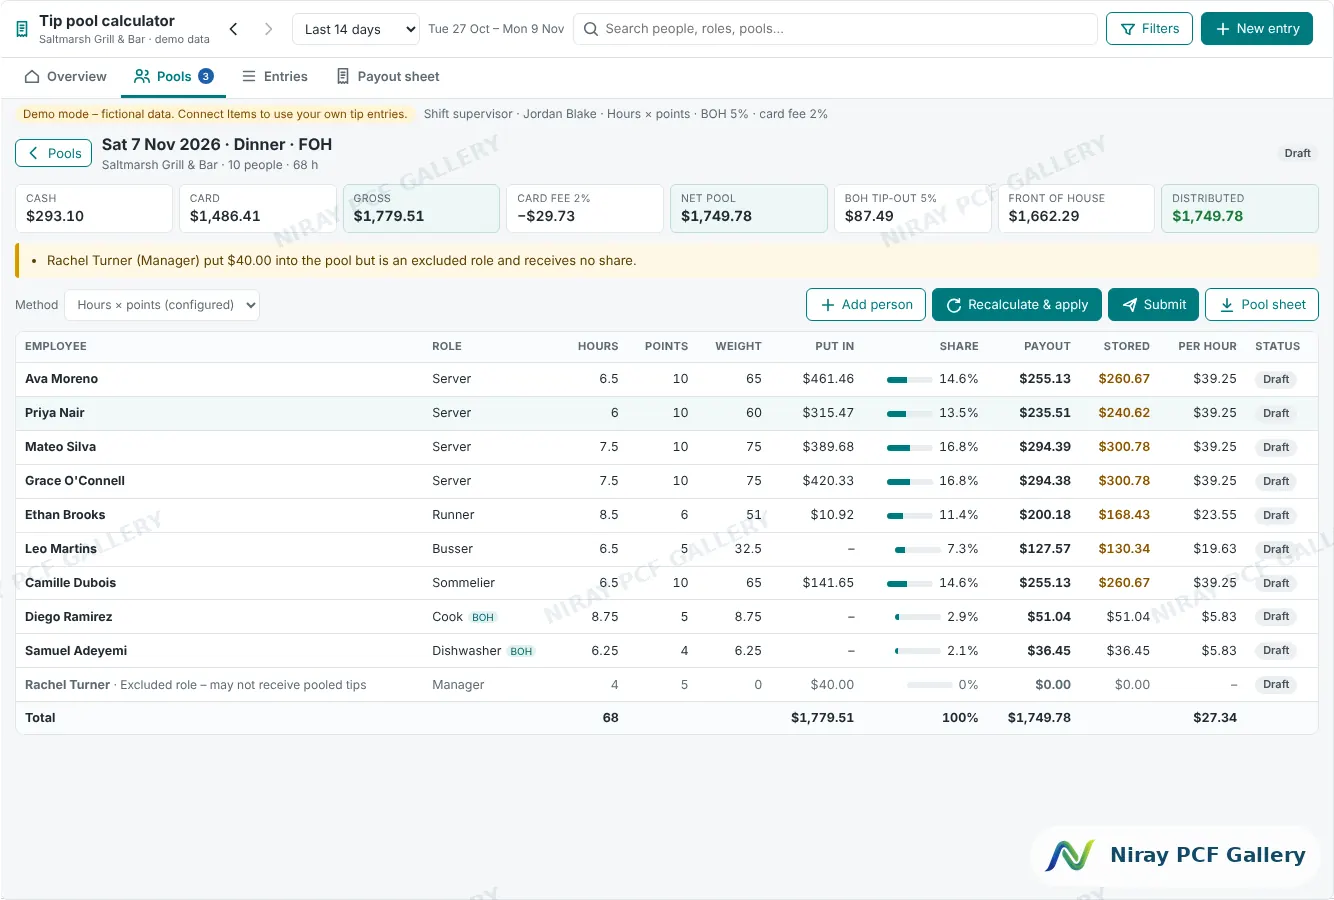 Tip pool calculator
Saltmarsh Grill & Bar · demo data
Last 14 days
Tue 27 Oct – Mon 9 Nov
Search people, roles, pools...
Filters
New entry
Overview
Pools 3
Entries
Payout sheet
Demo mode – fictional data. Connect Items to use your own tip entries.
Shift supervisor · Jordan Blake · Hours × points · BOH 5% · card fee 2%
Pools
Sat 7 Nov 2026 · Dinner · FOH
Saltmarsh Grill & Bar · 10 people · 68 h
Draft
CASH
$293.10
CARD
$1,486.41
GROSS
$1,779.51
CARD FEE 2%
−$29.73
NET POOL
$1,749.78
BOH TIP-OUT 5%
$87.49
FRONT OF HOUSE
$1,662.29
DISTRIBUTED
$1,749.78
• Rachel Turner (Manager) put $40.00 into the pool but is an excluded role and receives no share.
Method
Hours × points (configured)
Add person
Recalculate & apply
Submit
Pool sheet
EMPLOYEE ROLE HOURS POINTS WEIGHT PUT IN SHARE PAYOUT STORED PER HOUR STATUS
Ava Moreno Server 6.5 10 65 $461.46 14.6% $255.13 $260.67 $39.25 Draft
Priya Nair Server 6 10 60 $315.47 13.5% $235.51 $240.62 $39.25 Draft
Mateo Silva Server 7.5 10 75 $389.68 16.8% $294.39 $300.78 $39.25 Draft
Grace O'Connell Server 7.5 10 75 $420.33 16.8% $294.38 $300.78 $39.25 Draft
Ethan Brooks Runner 8.5 6 51 $10.92 11.4% $200.18 $168.43 $23.55 Draft
Leo Martins Busser 6.5 5 32.5 – 7.3% $127.57 $130.34 $19.63 Draft
Camille Dubois Sommelier 6.5 10 65 $141.65 14.6% $255.13 $260.67 $39.25 Draft
Diego Ramirez Cook BOH 8.75 5 8.75 – 2.9% $51.04 $51.04 $5.83 Draft
Samuel Adeyemi Dishwasher BOH 6.25 4 6.25 – 2.1% $36.45 $36.45 $5.83 Draft
Rachel Turner · Excluded role – may not receive pooled tips Manager 4 5 0 $40.00 0% $0.00 $0.00 – Draft
Total 68 $1,779.51 100% $1,749.78 $27.34
NIRAY PCF GALLERY
NIRAY PCF GALLERY
NIRAY PCF GALLERY
NIRAY PCF GALLERY
NIRAY PCF GALLERY
Niray PCF Gallery